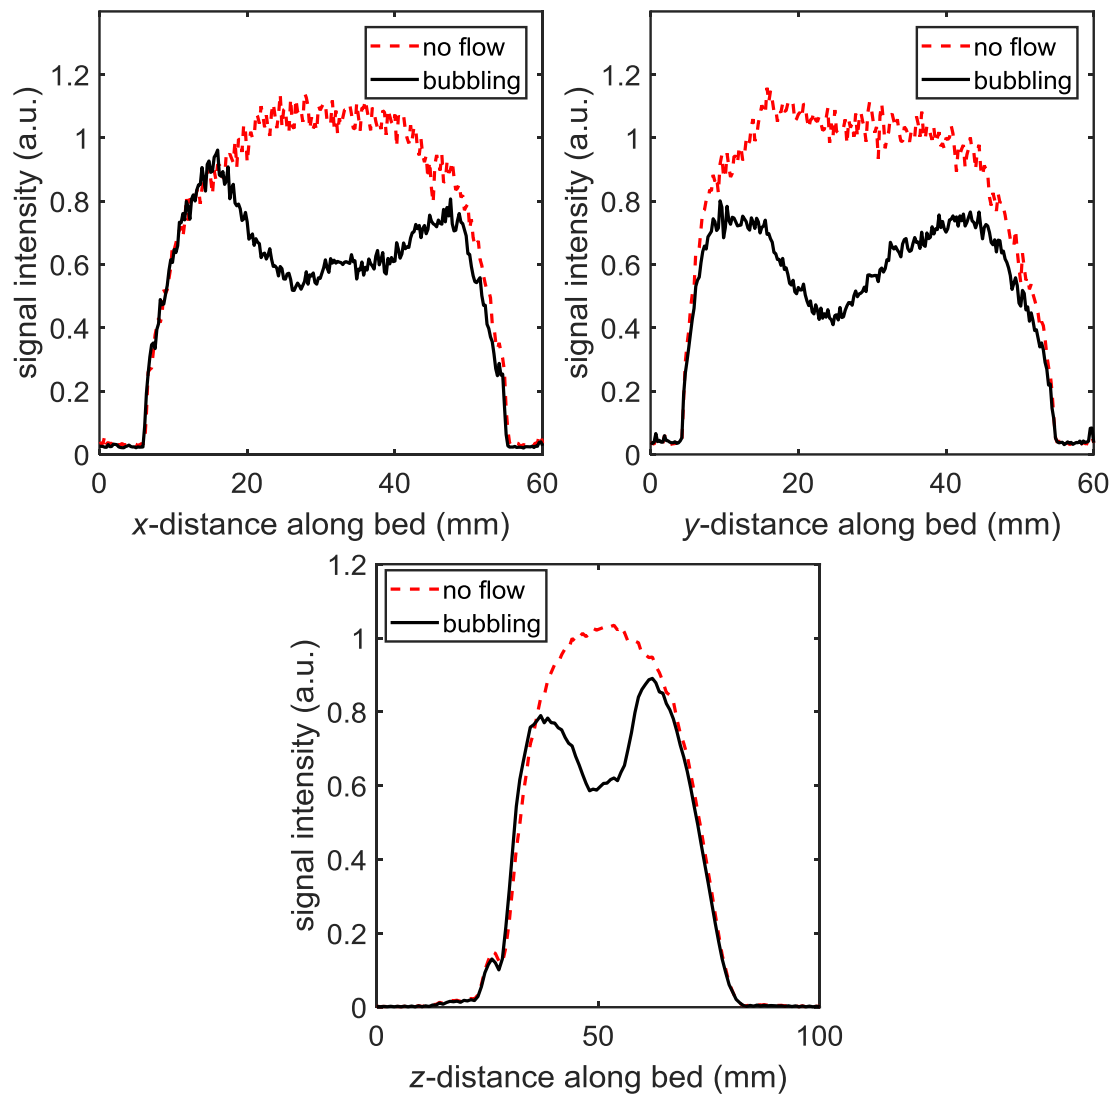 no flow
bubbling
1.2
1
0.8
0.6
0.4
0.2
0
0 20 40 60
signal intensity (a.u.)
x-distance along bed (mm)
no flow
bubbling
1.2
1
0.8
0.6
0.4
0.2
0
0 20 40 60
signal intensity (a.u.)
y-distance along bed (mm)
no flow
bubbling
1.2
1
0.8
0.6
0.4
0.2
0
0 50 100
signal intensity (a.u.)
z-distance along bed (mm)